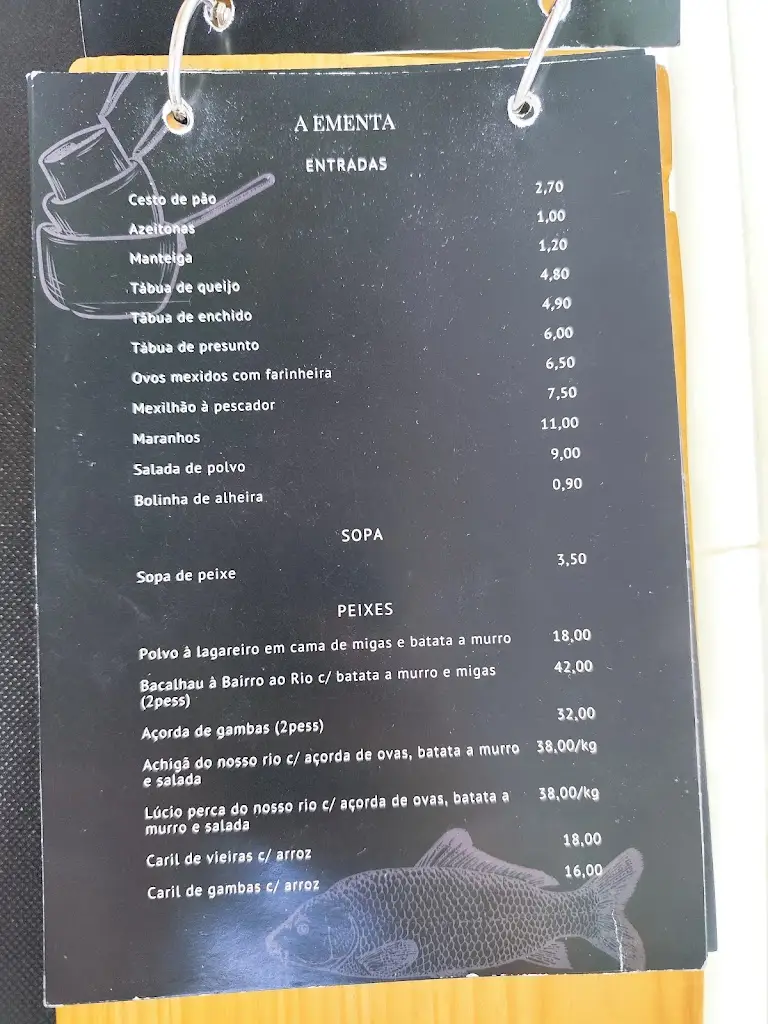 A EMENTA
ENTRADAS
Cesto de pão 2,70
Azeitonas 1,00
Manteiga 1,20
Tábua de queijo 4,80
Tábua de enchido 4,90
Tábua de presunto 6,00
Ovos mexidos com farinheira 6,50
Mexilhão à pescador 7,50
Maranhos 11,00
Salada de polvo 9,00
Bolinha de alheira 0,90
SOPA
Sopa de peixe 3,50
PEIXES
Polvo à lagareiro em cama de migas e batata a murro 18,00
Bacalhau à Bairro ao Rio c/ batata a murro e migas 42,00
(2pess)
Açorda de gambas (2pess) 32,00
Achigã do nosso rio c/ açorda de ovas, batata a murro 38,00/kg
e salada
Lúcio perca do nosso rio c/ açorda de ovas, batata a 38,00/kg
murro e salada
Caril de vieiras c/ arroz 18,00
Caril de gambas c/ arroz 16,00